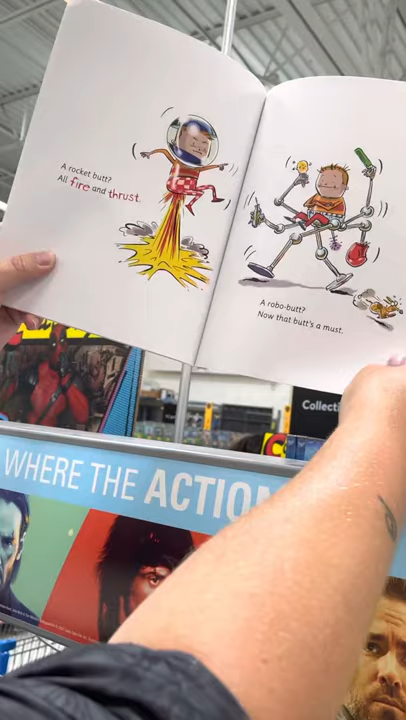 A rocket butt?
All fire and thrust.
A robo-butt?
Now that butt's a must.
Collecti
WHERE THE ACTION